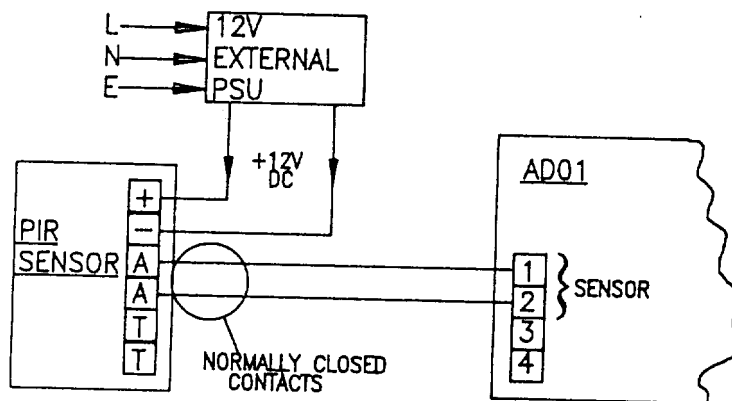 L
N
E
12V
EXTERNAL
PSU
+12V
DC
PIR
SENSOR
+
−
A
A
T
T
NORMALLY CLOSED
CONTACTS
AD01
1
2
3
4
SENSOR